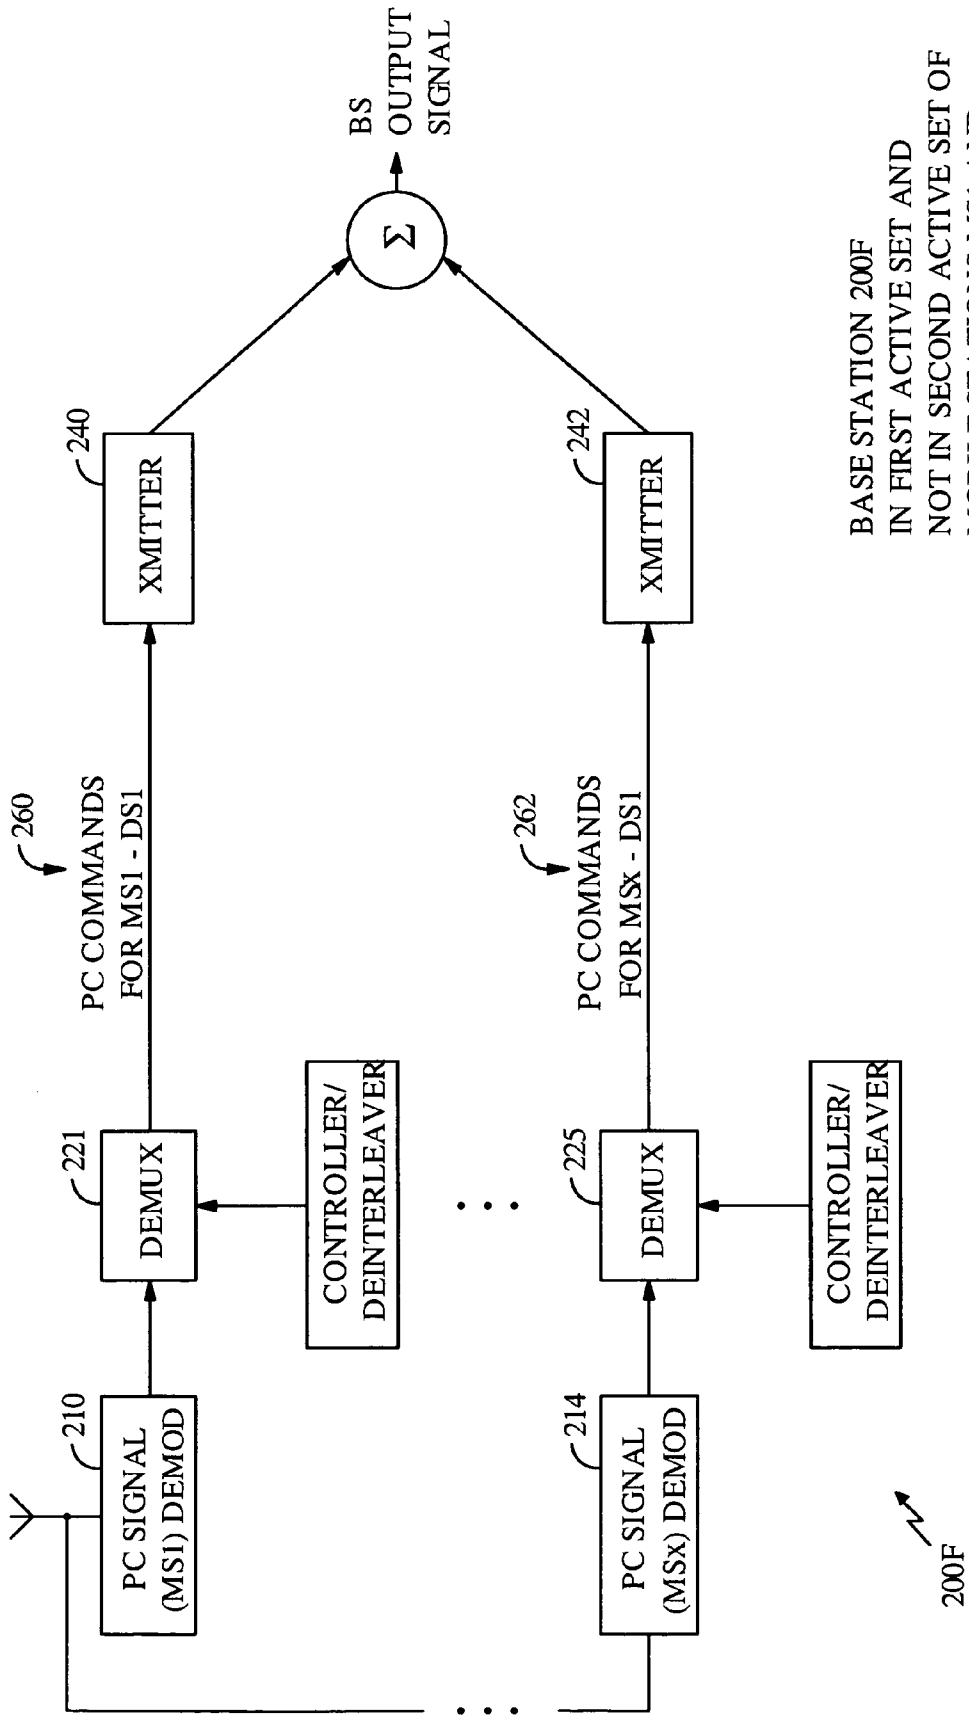 210
PC SIGNAL
(MS1) DEMOD
221
DEMUX
CONTROLLER/
DEINTERLEAVER
260
PC COMMANDS
FOR MS1 - DS1
240
XMITTER
Σ
BS
OUTPUT
SIGNAL
214
PC SIGNAL
(MSx) DEMOD
225
DEMUX
CONTROLLER/
DEINTERLEAVER
262
PC COMMANDS
FOR MSx - DS1
242
XMITTER
200F
BASE STATION 200F
IN FIRST ACTIVE SET AND
NOT IN SECOND ACTIVE SET OF